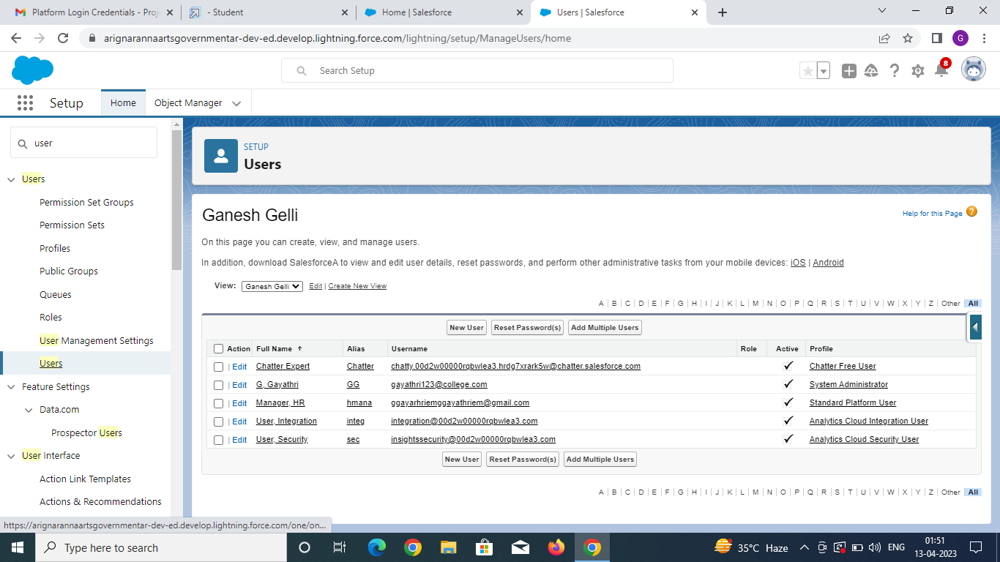 Platform Login Credentials - Proj
- Student
Home | Salesforce
Users | Salesforce
arignarannaartsgovernmentar-dev-ed.develop.lightning.force.com/lightning/setup/ManageUsers/home
G
Search Setup
8
Setup
Home
Object Manager
user
Users
Permission Set Groups
Permission Sets
Profiles
Public Groups
Queues
Roles
User Management Settings
Users
Feature Settings
Data.com
Prospector Users
User Interface
Action Link Templates
Actions & Recommendations
SETUP
Users
Ganesh Gelli
Help for this Page ?
On this page you can create, view, and manage users.
In addition, download SalesforceA to view and edit user details, reset passwords, and perform other administrative tasks from your mobile devices: iOS | Android
View: Ganesh Gelli Edit | Create New View
A | B | C | D | E | F | G | H | I | J | K | L | M | N | O | P | Q | R | S | T | U | V | W | X | Y | Z | Other All
New User Reset Password(s) Add Multiple Users
Action Full Name ↑ Alias Username Role Active Profile
| Edit Chatter Expert Chatter chatty.00d2w00000rqbwlea3.hrdg7xrark5w@chatter.salesforce.com ✓ Chatter Free User
| Edit G, Gayathri GG gayathri123@college.com ✓ System Administrator
| Edit Manager, HR hmana ggayarhriemggayathriem@gmail.com ✓ Standard Platform User
| Edit User, Integration integ integration@00d2w00000rqbwlea3.com ✓ Analytics Cloud Integration User
| Edit User, Security sec insightssecurity@00d2w00000rqbwlea3.com ✓ Analytics Cloud Security User
New User Reset Password(s) Add Multiple Users
A | B | C | D | E | F | G | H | I | J | K | L | M | N | O | P | Q | R | S | T | U | V | W | X | Y | Z | Other All
https://arignarannaartsgovernmentar-dev-ed.develop.lightning.force.com/one/on...
Type here to search
35°C Haze
ENG
01:51
13-04-2023